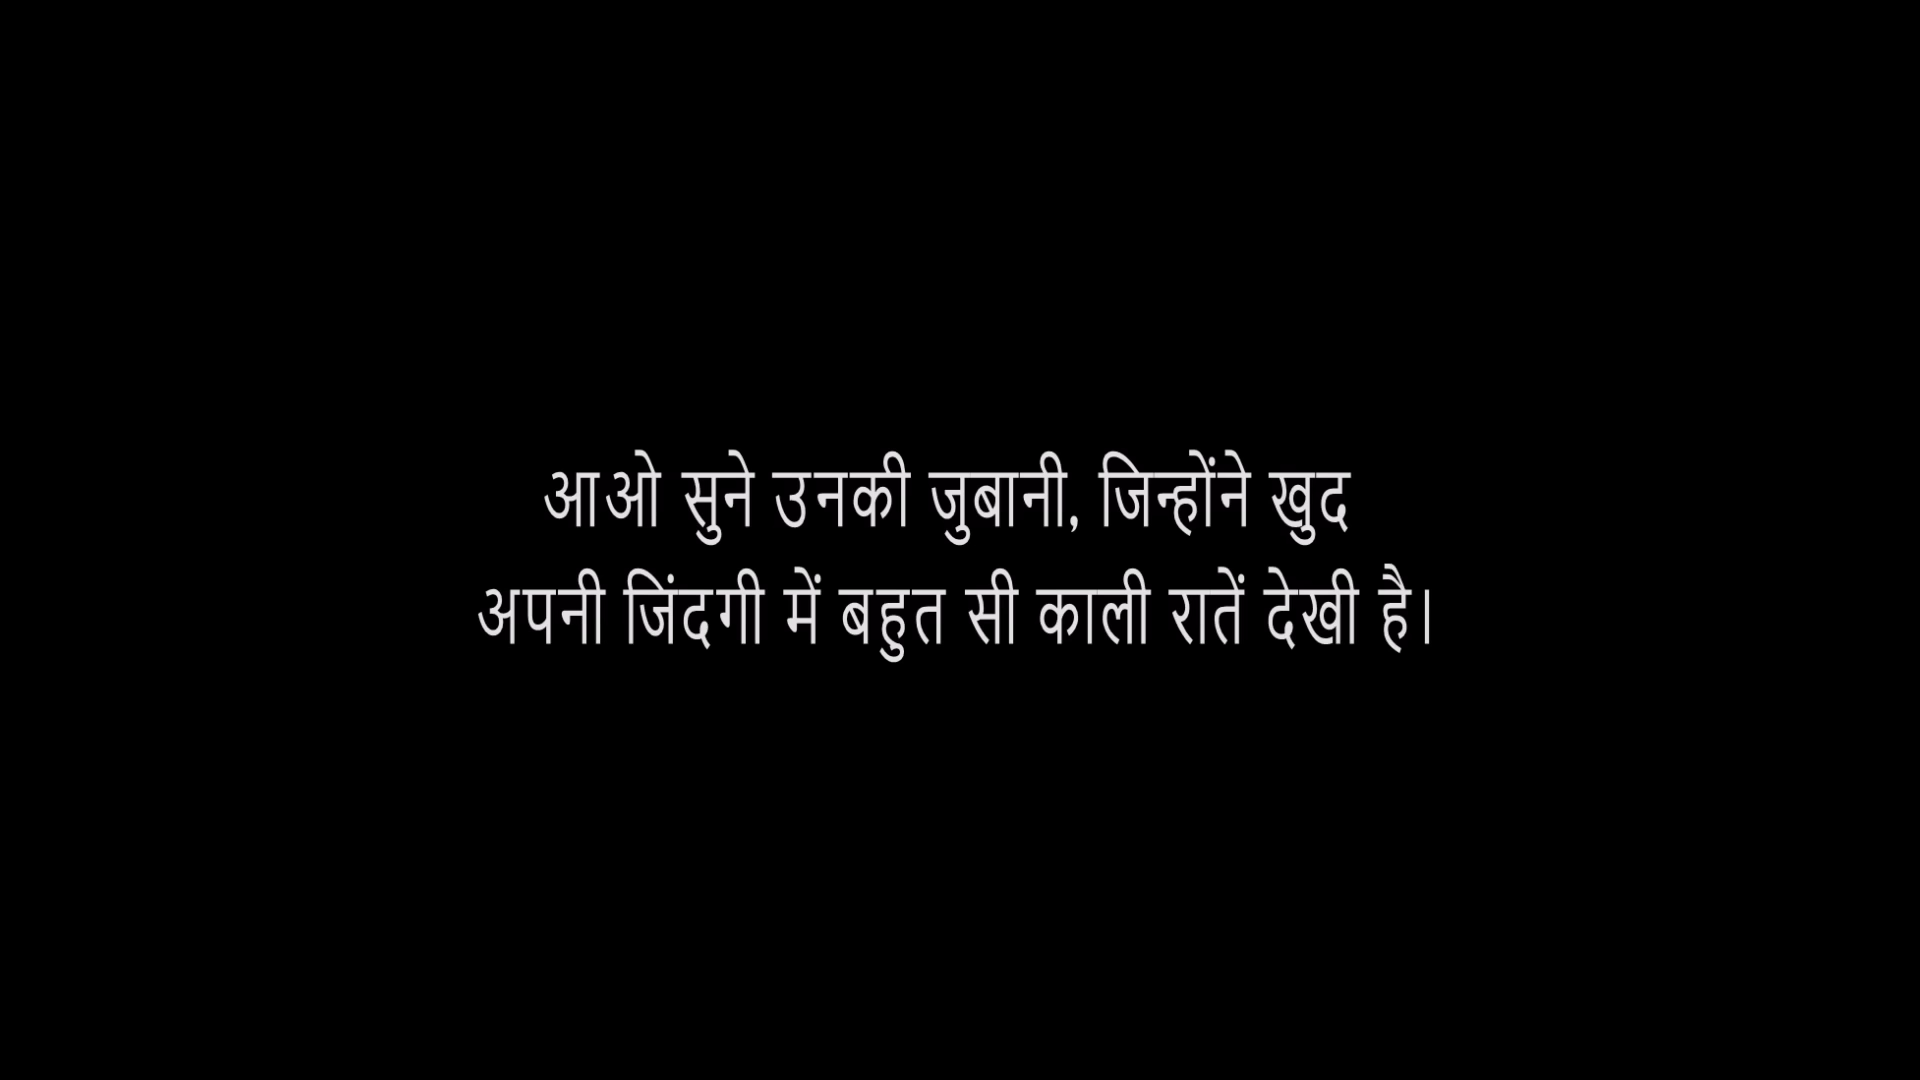 आओ सुने उनकी जुबानी, जिन्होंने खुद
अपनी जिंदगी में बहुत सी काली रातें देखी है।